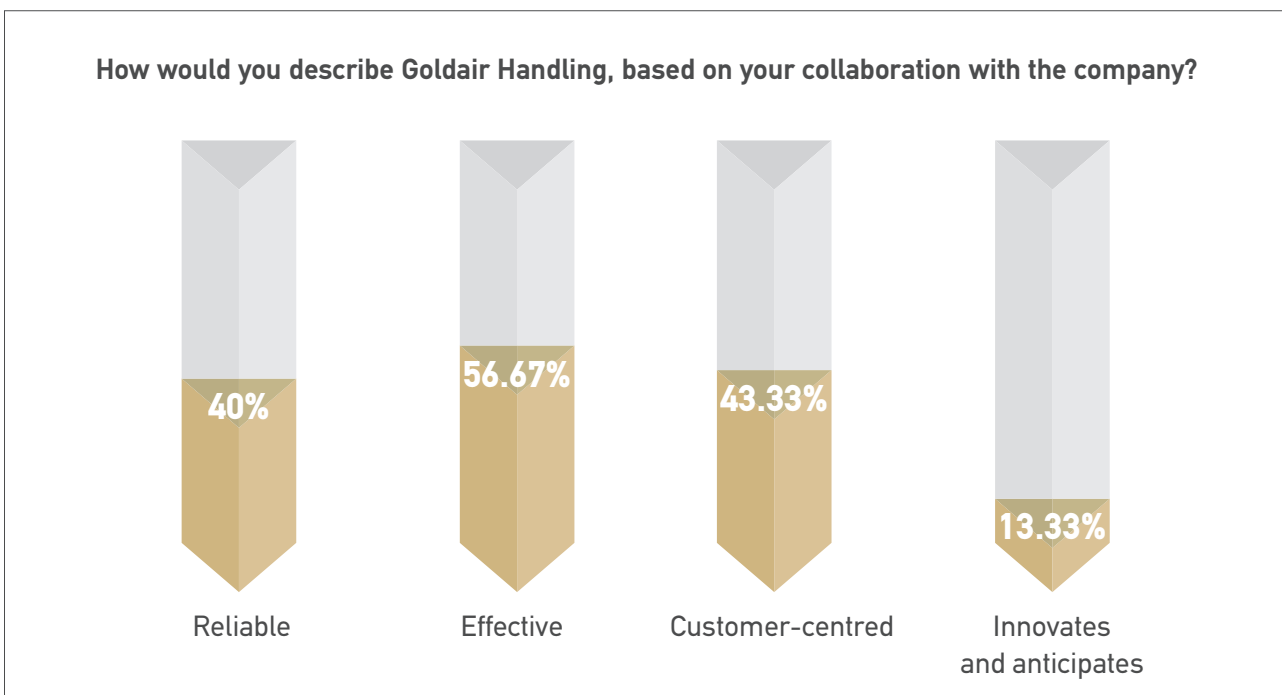 How would you describe Goldair Handling, based on your collaboration with the company?
40%
56.67%
43.33%
13.33%
Reliable
Effective
Customer-centred
Innovates
and anticipates